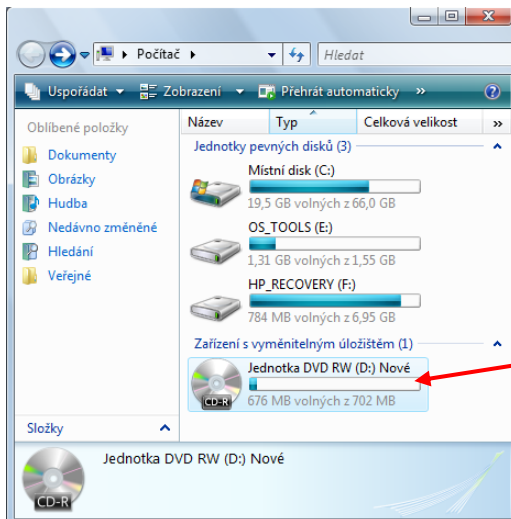 Počítač
Hledat
Uspořádat
Zobrazení
Přehrát automaticky
»
?
Oblíbené položky
Dokumenty
Obrázky
Hudba
Nedávno změněné
Hledání
Veřejné
Složky
Název Typ Celková velikost »
Jednotky pevných disků (3)
Místní disk (C:)
19,5 GB volných z 66,0 GB
OS_TOOLS (E:)
1,31 GB volných z 1,55 GB
HP_RECOVERY (F:)
784 MB volných z 6,95 GB
Zařízení s vyměnitelným úložištěm (1)
Jednotka DVD RW (D:) Nové
CD-R
676 MB volných z 702 MB
Jednotka DVD RW (D:) Nové
CD-R